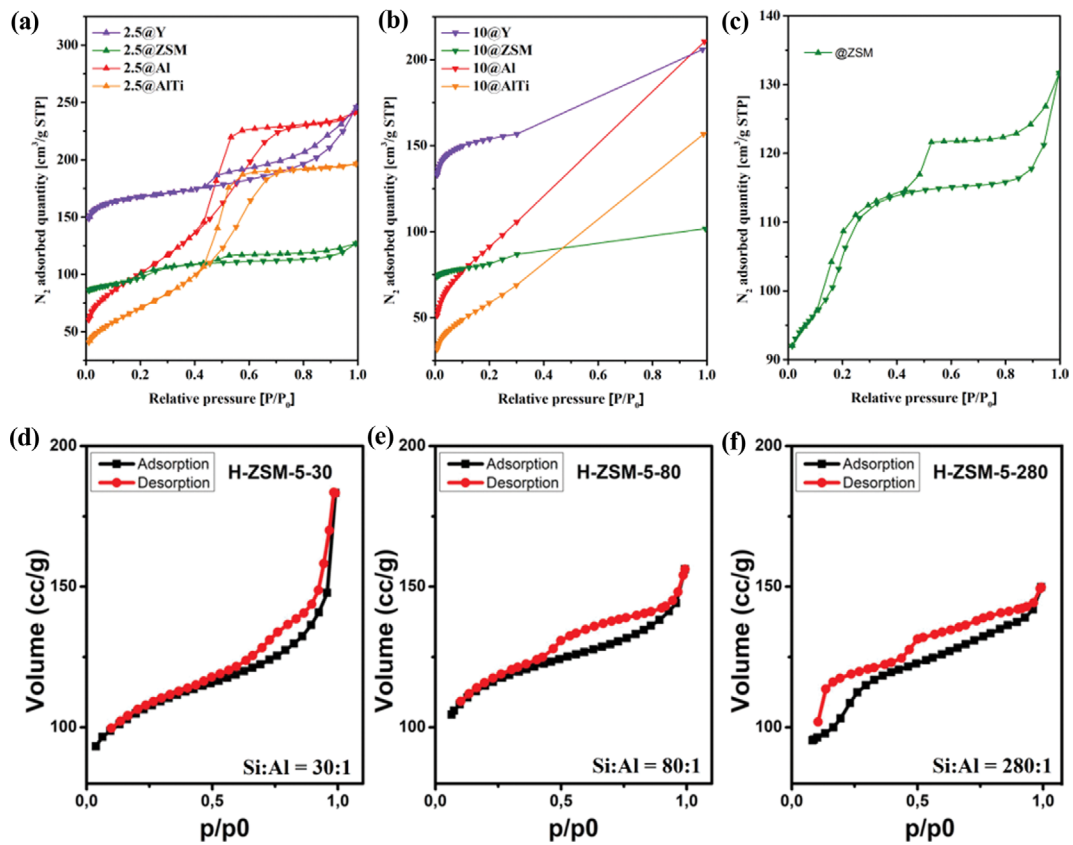 (a)
2.5@Y
2.5@ZSM
2.5@Al
2.5@AlTi
N₂ adsorbed quantity [cm³/g STP]
300
250
200
150
100
50
0.0 0.2 0.4 0.6 0.8 1.0
Relative pressure [P/P₀]
(b)
10@Y
10@ZSM
10@Al
10@AlTi
N₂ adsorbed quantity [cm³/g STP]
200
150
100
50
0.0 0.2 0.4 0.6 0.8 1.0
Relative pressure [P/P₀]
(c)
@ZSM
N₂ adsorbed quantity [cm³/g STP]
140
130
120
110
100
90
0.0 0.2 0.4 0.6 0.8 1.0
Relative pressure [P/P₀]
(d)
Adsorption
Desorption
H-ZSM-5-30
Volume (cc/g)
200
150
100
Si:Al = 30:1
0,0 0,5 1,0
p/p0
(e)
Adsorption
Desorption
H-ZSM-5-80
Volume (cc/g)
200
150
100
Si:Al = 80:1
0,0 0,5 1,0
p/p0
(f)
Adsorption
Desorption
H-ZSM-5-280
Volume (cc/g)
200
150
100
Si:Al = 280:1
0,0 0,5 1,0
p/p0